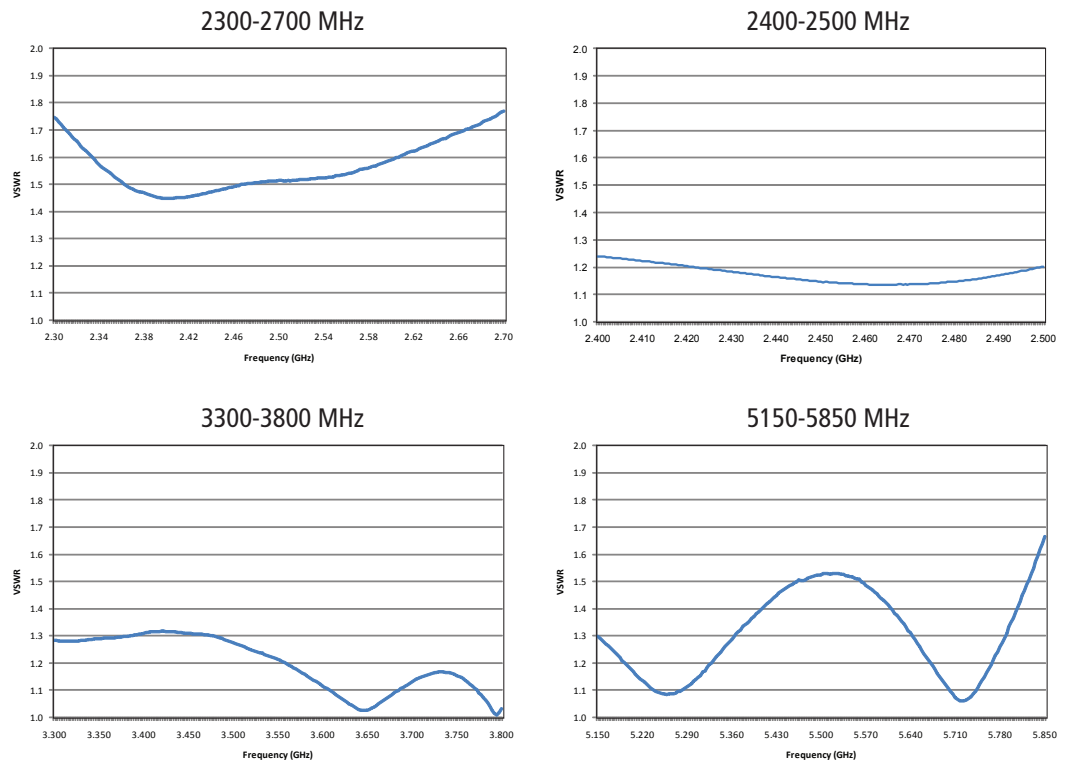 2300-2700 MHz
2.0
1.9
1.8
1.7
1.6
1.5
1.4
1.3
1.2
1.1
1.0
VSWR
2.30 2.34 2.38 2.42 2.46 2.50 2.54 2.58 2.62 2.66 2.70
Frequency (GHz)
2400-2500 MHz
2.0
1.9
1.8
1.7
1.6
1.5
1.4
1.3
1.2
1.1
1.0
VSWR
2.400 2.410 2.420 2.430 2.440 2.450 2.460 2.470 2.480 2.490 2.500
Frequency (GHz)
3300-3800 MHz
2.0
1.9
1.8
1.7
1.6
1.5
1.4
1.3
1.2
1.1
1.0
VSWR
3.300 3.350 3.400 3.450 3.500 3.550 3.600 3.650 3.700 3.750 3.800
Frequency (GHz)
5150-5850 MHz
2.0
1.9
1.8
1.7
1.6
1.5
1.4
1.3
1.2
1.1
1.0
VSWR
5.150 5.220 5.290 5.360 5.430 5.500 5.570 5.640 5.710 5.780 5.850
Frequency (GHz)